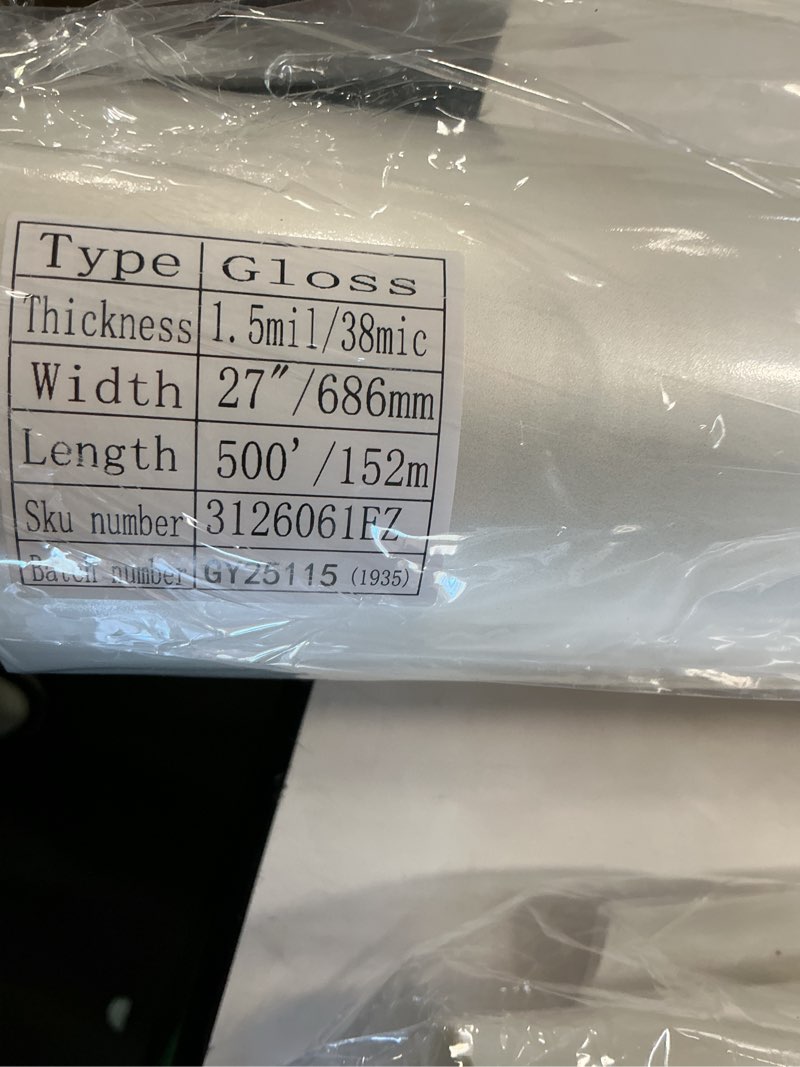 Type Gloss
Thickness 1.5mil/38mic
Width 27"/686mm
Length 500'/152m
Sku number 3126061EZ
Batch number GY25115 (1935)